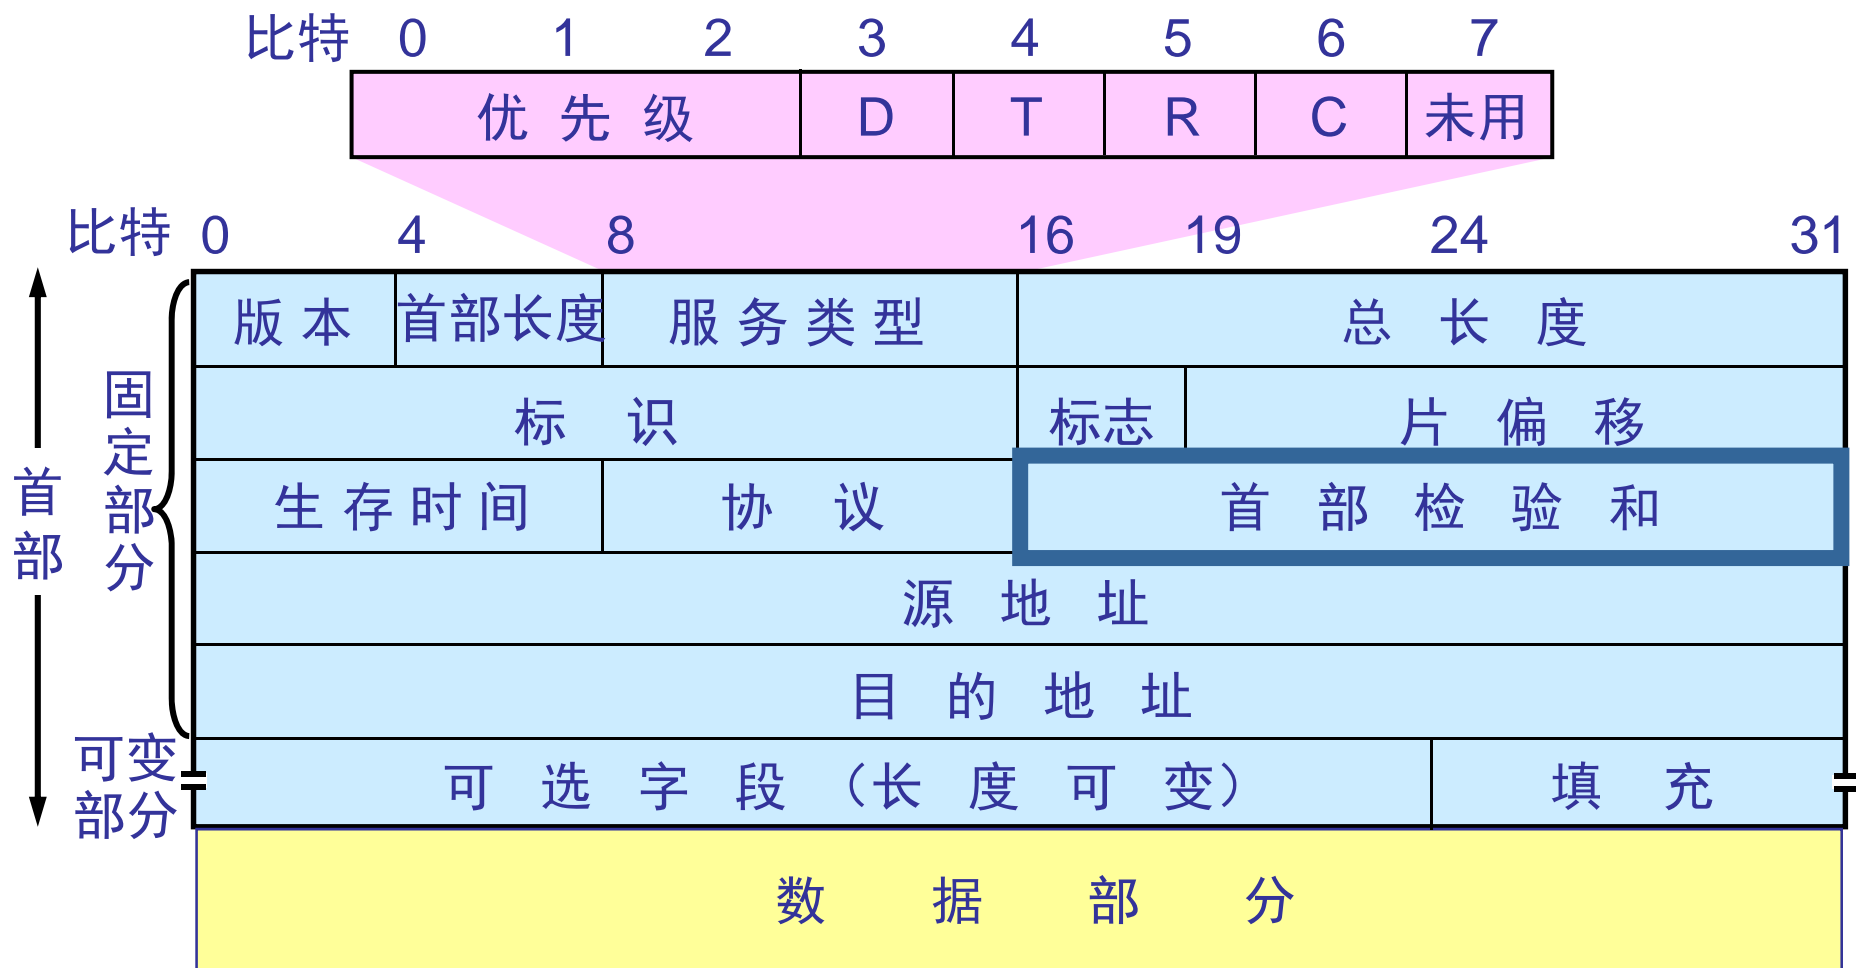 比特 0 1 2 3 4 5 6 7
优先级 D T R C 未用
比特 0 4 8 16 19 24 31
版本 首部长度 服务类型 总长度
标识 标志 片偏移
生存时间 协议 首部检验和
源地址
目的地址
可选字段（长度可变） 填充
数据部分
首部
固定部分
可变
部分